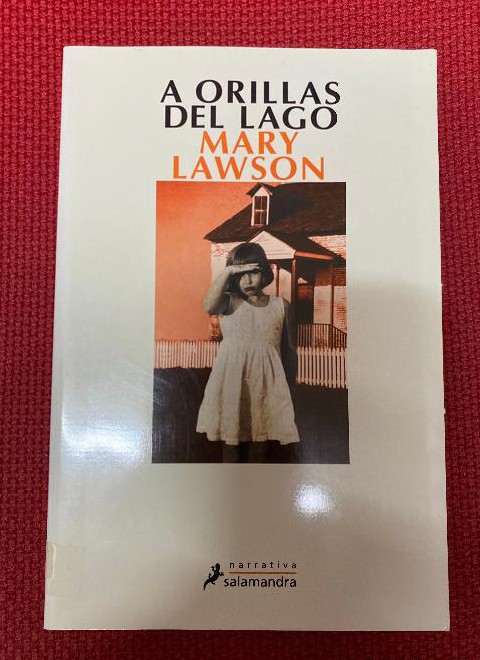 A ORILLAS
DEL LAGO
MARY
LAWSON
narrativa
salamandra